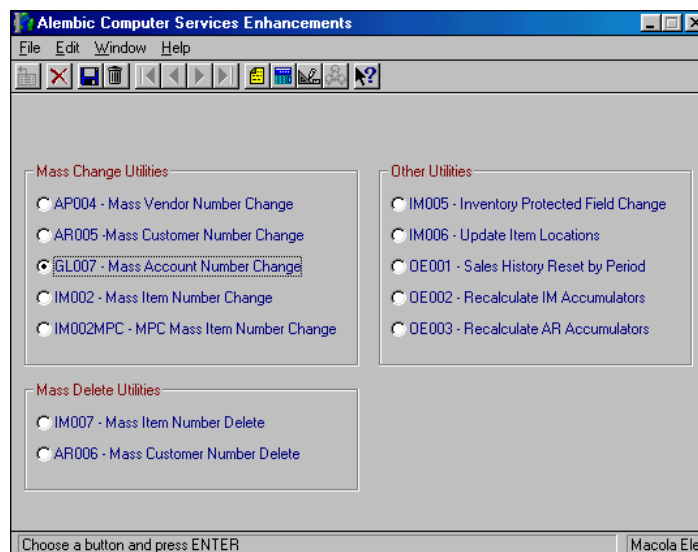 Alembic Computer Services Enhancements
File Edit Window Help
Mass Change Utilities
AP004 - Mass Vendor Number Change
AR005 -Mass Customer Number Change
GL007 - Mass Account Number Change
IM002 - Mass Item Number Change
IM002MPC - MPC Mass Item Number Change
Other Utilities
IM005 - Inventory Protected Field Change
IM006 - Update Item Locations
OE001 - Sales History Reset by Period
OE002 - Recalculate IM Accumulators
OE003 - Recalculate AR Accumulators
Mass Delete Utilities
IM007 - Mass Item Number Delete
AR006 - Mass Customer Number Delete
Choose a button and press ENTER
Macola Ele